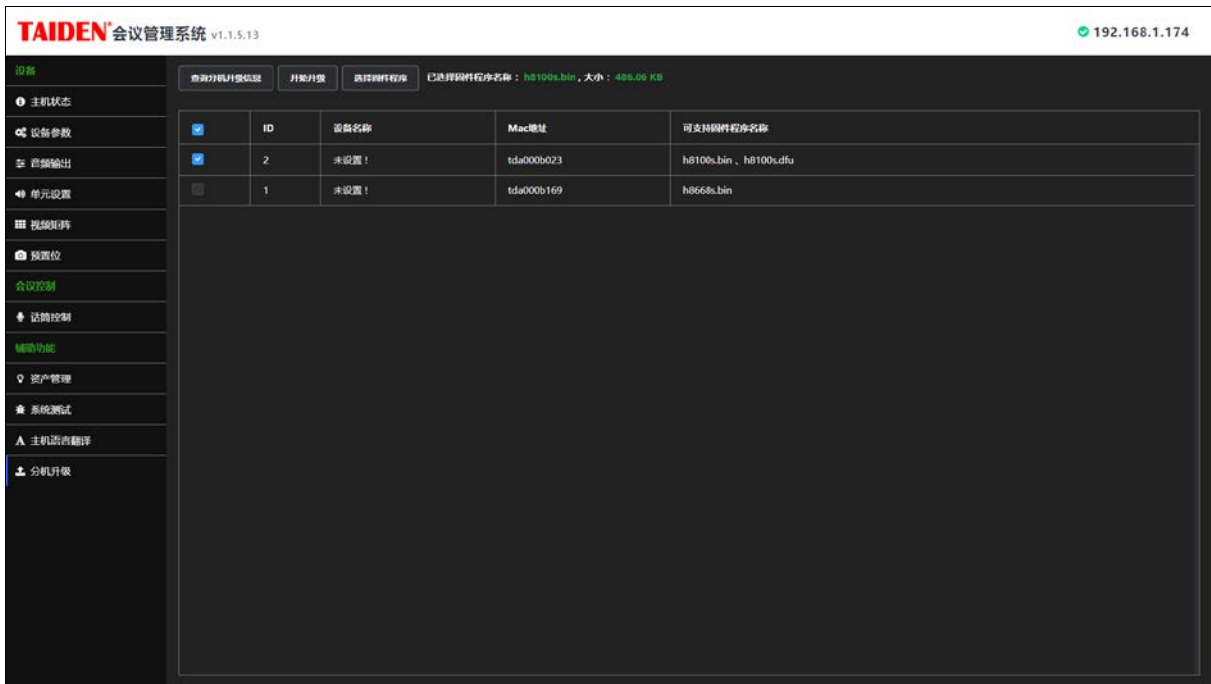 TAIDEN® 会议管理系统 v1.1.5.13
192.168.1.174
设备
主机状态
设备参数
音频输出
单元设置
视频矩阵
预置位
会议控制
话筒控制
辅助功能
资产管理
系统测试
主机语言翻译
分机升级
查询分机升级信息 开始升级 选择固件程序 已选择固件程序名称：h8100s.bin，大小：486.06 KB
ID 设备名称 Mac地址 可支持固件程序名称
2 未设置！ tda000b023 h8100s.bin 、h8100s.dfu
1 未设置！ tda000b169 h8668s.bin